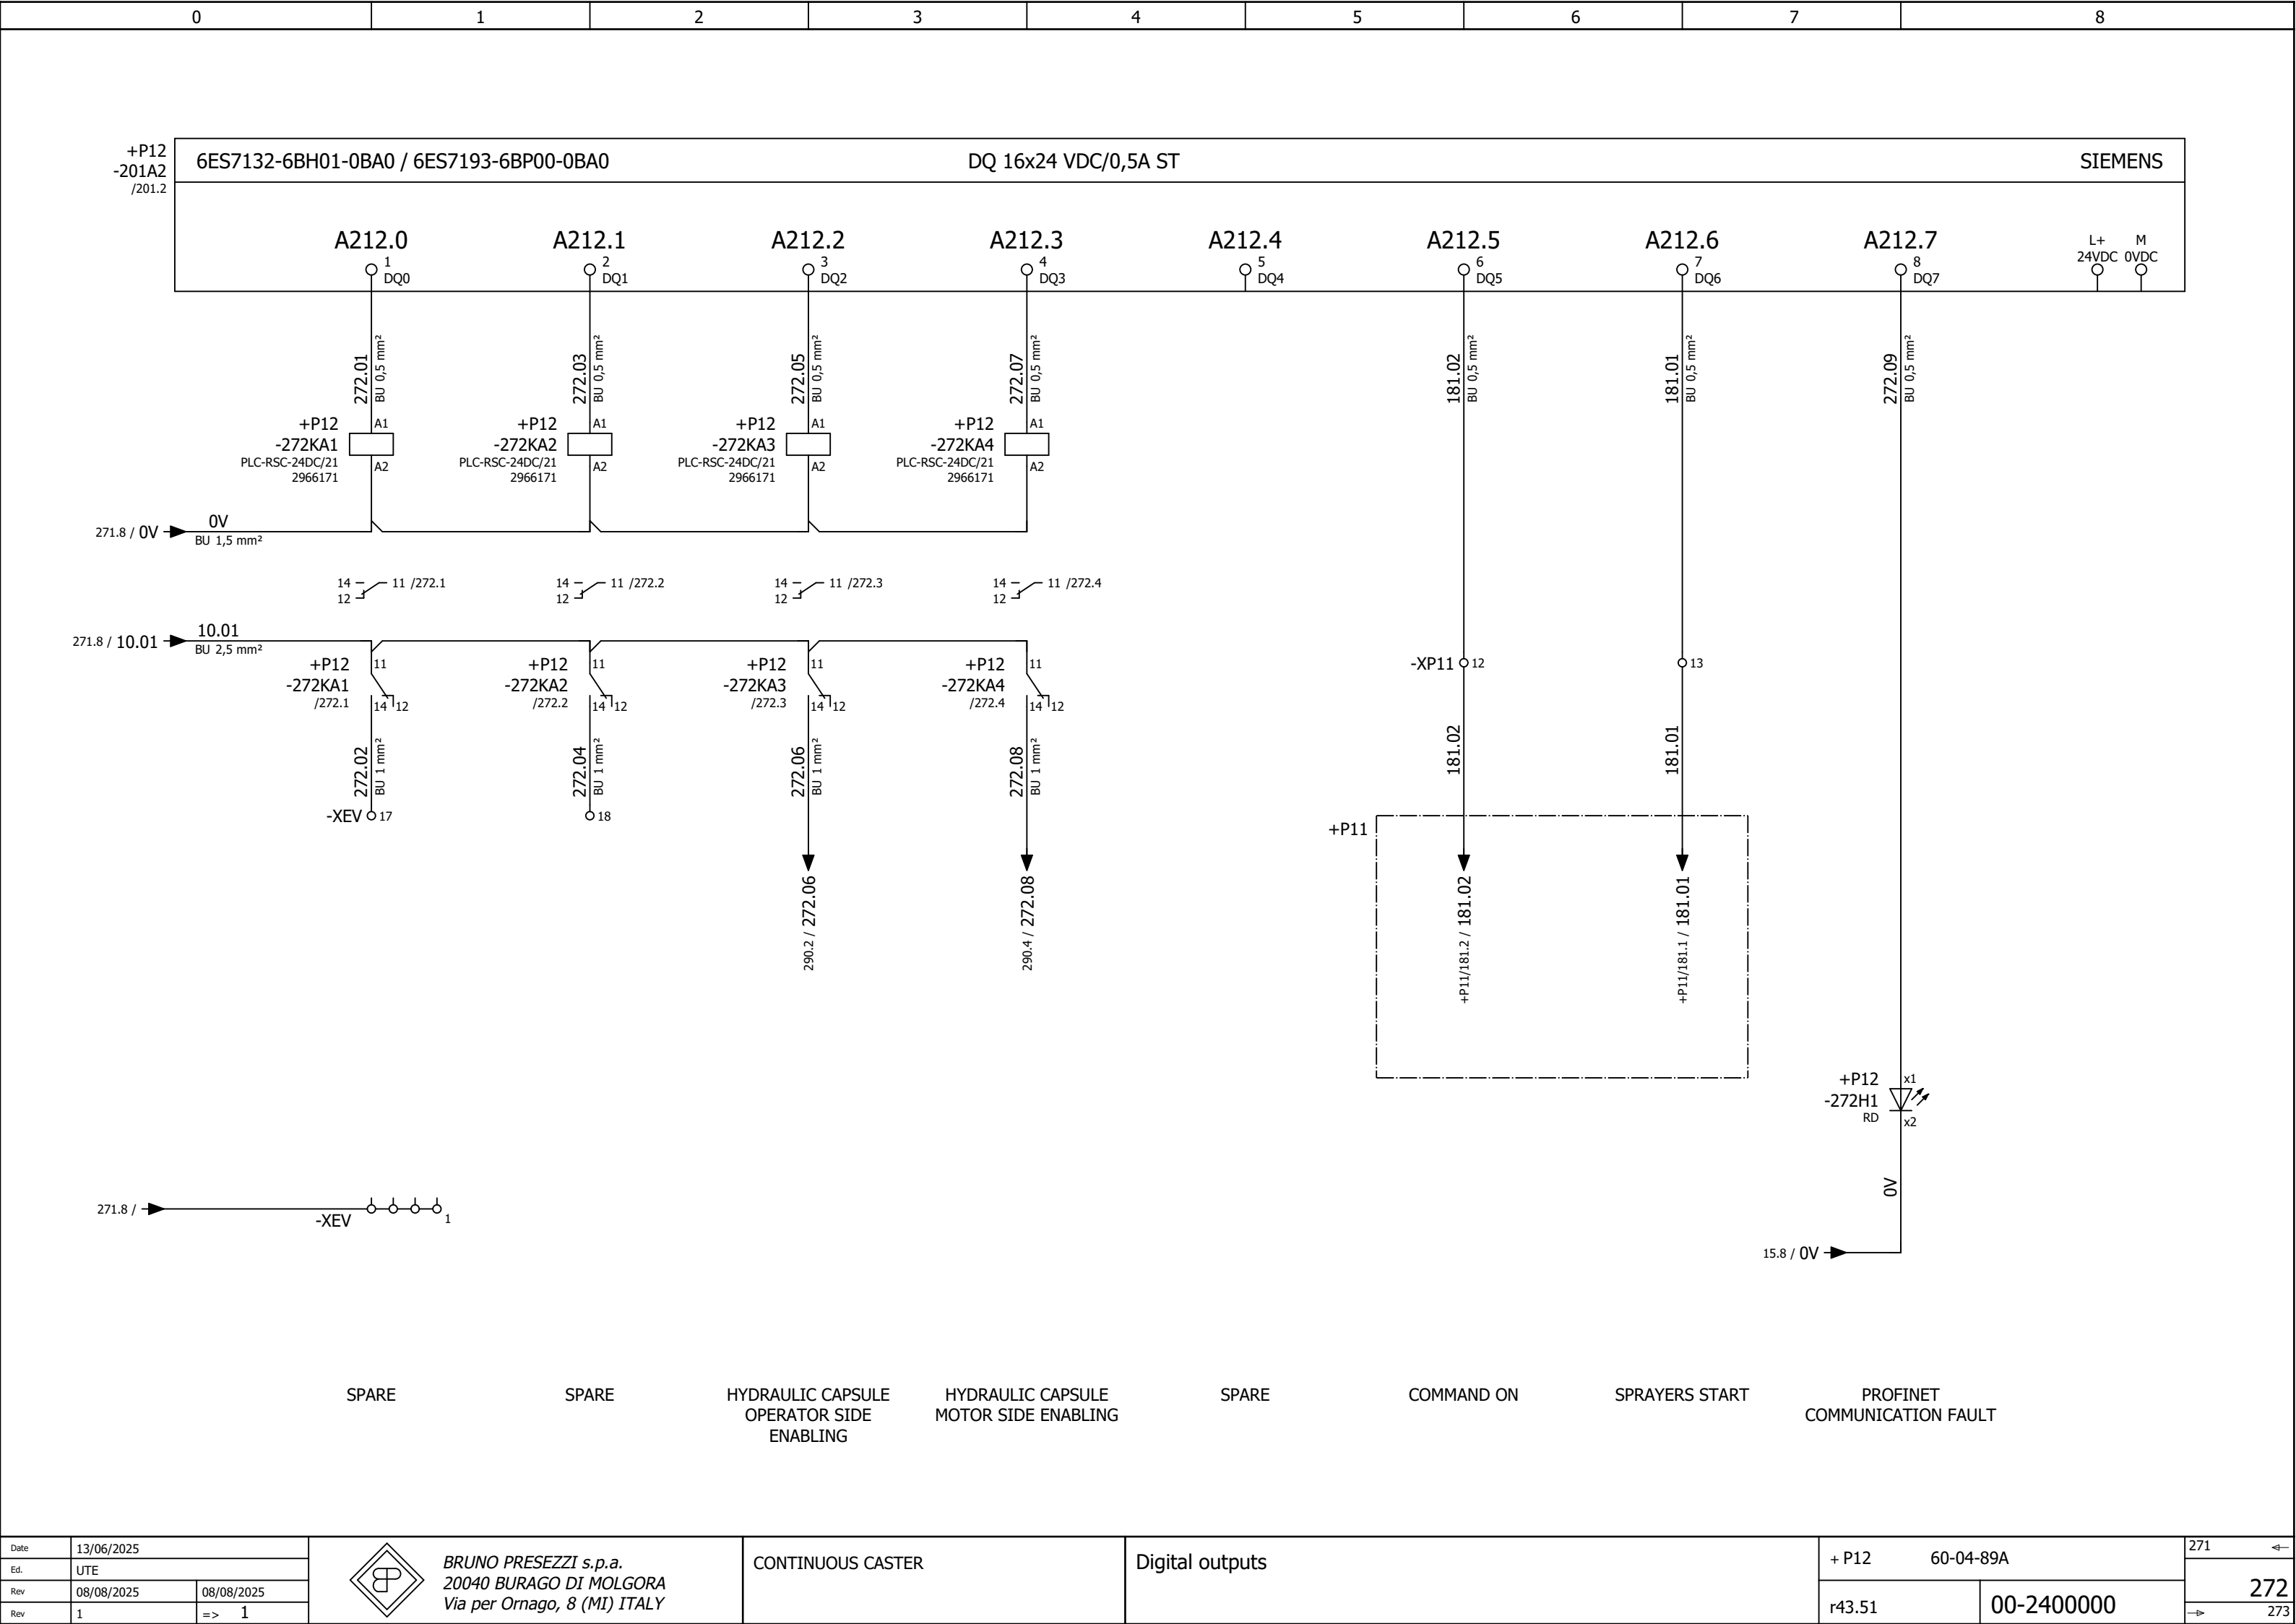 0 1 2 3 4 5 6 7 8
+P12
-201A2
/201.2
6ES7132-6BH01-0BA0 / 6ES7193-6BP00-0BA0 DQ 16x24 VDC/0,5A ST SIEMENS
A212.0 A212.1 A212.2 A212.3 A212.4 A212.5 A212.6 A212.7
L+ M
24VDC 0VDC
1 2 3 4 5 6 7 8
DQ0 DQ1 DQ2 DQ3 DQ4 DQ5 DQ6 DQ7
272.01 272.03 272.05 272.07 181.02 181.01 272.09
BU 0,5 mm² BU 0,5 mm² BU 0,5 mm² BU 0,5 mm² BU 0,5 mm² BU 0,5 mm² BU 0,5 mm²
+P12 A1 +P12 A1 +P12 A1 +P12 A1
-272KA1 -272KA2 -272KA3 -272KA4
PLC-RSC-24DC/21 A2 PLC-RSC-24DC/21 A2 PLC-RSC-24DC/21 A2 PLC-RSC-24DC/21 A2
2966171 2966171 2966171 2966171
271.8 / 0V 0V
BU 1,5 mm²
14 11 /272.1 14 11 /272.2 14 11 /272.3 14 11 /272.4
12 12 12 12
271.8 / 10.01 10.01
BU 2,5 mm²
+P12 11 +P12 11 +P12 11 +P12 11
-272KA1 -272KA2 -272KA3 -272KA4
/272.1 14 12 /272.2 14 12 /272.3 14 12 /272.4 14 12
-XP11 12 13
272.02 272.04 272.06 272.08 181.02 181.01
BU 1 mm² BU 1 mm² BU 1 mm² BU 1 mm²
-XEV 17 18
+P11
290.2 / 272.06 290.4 / 272.08 +P11/181.2 / 181.02 +P11/181.1 / 181.01
+P12 x1
-272H1
RD x2
0V
271.8 / -XEV 1
15.8 / 0V
SPARE SPARE HYDRAULIC CAPSULE HYDRAULIC CAPSULE SPARE COMMAND ON SPRAYERS START PROFINET
OPERATOR SIDE MOTOR SIDE ENABLING COMMUNICATION FAULT
ENABLING
Date 13/06/2025
Ed. UTE
Rev 08/08/2025 08/08/2025
Rev 1 => 1
BP
BRUNO PRESEZZI s.p.a.
20040 BURAGO DI MOLGORA
Via per Ornago, 8 (MI) ITALY
CONTINUOUS CASTER
Digital outputs
+ P12 60-04-89A
r43.51 00-2400000
271
272
273